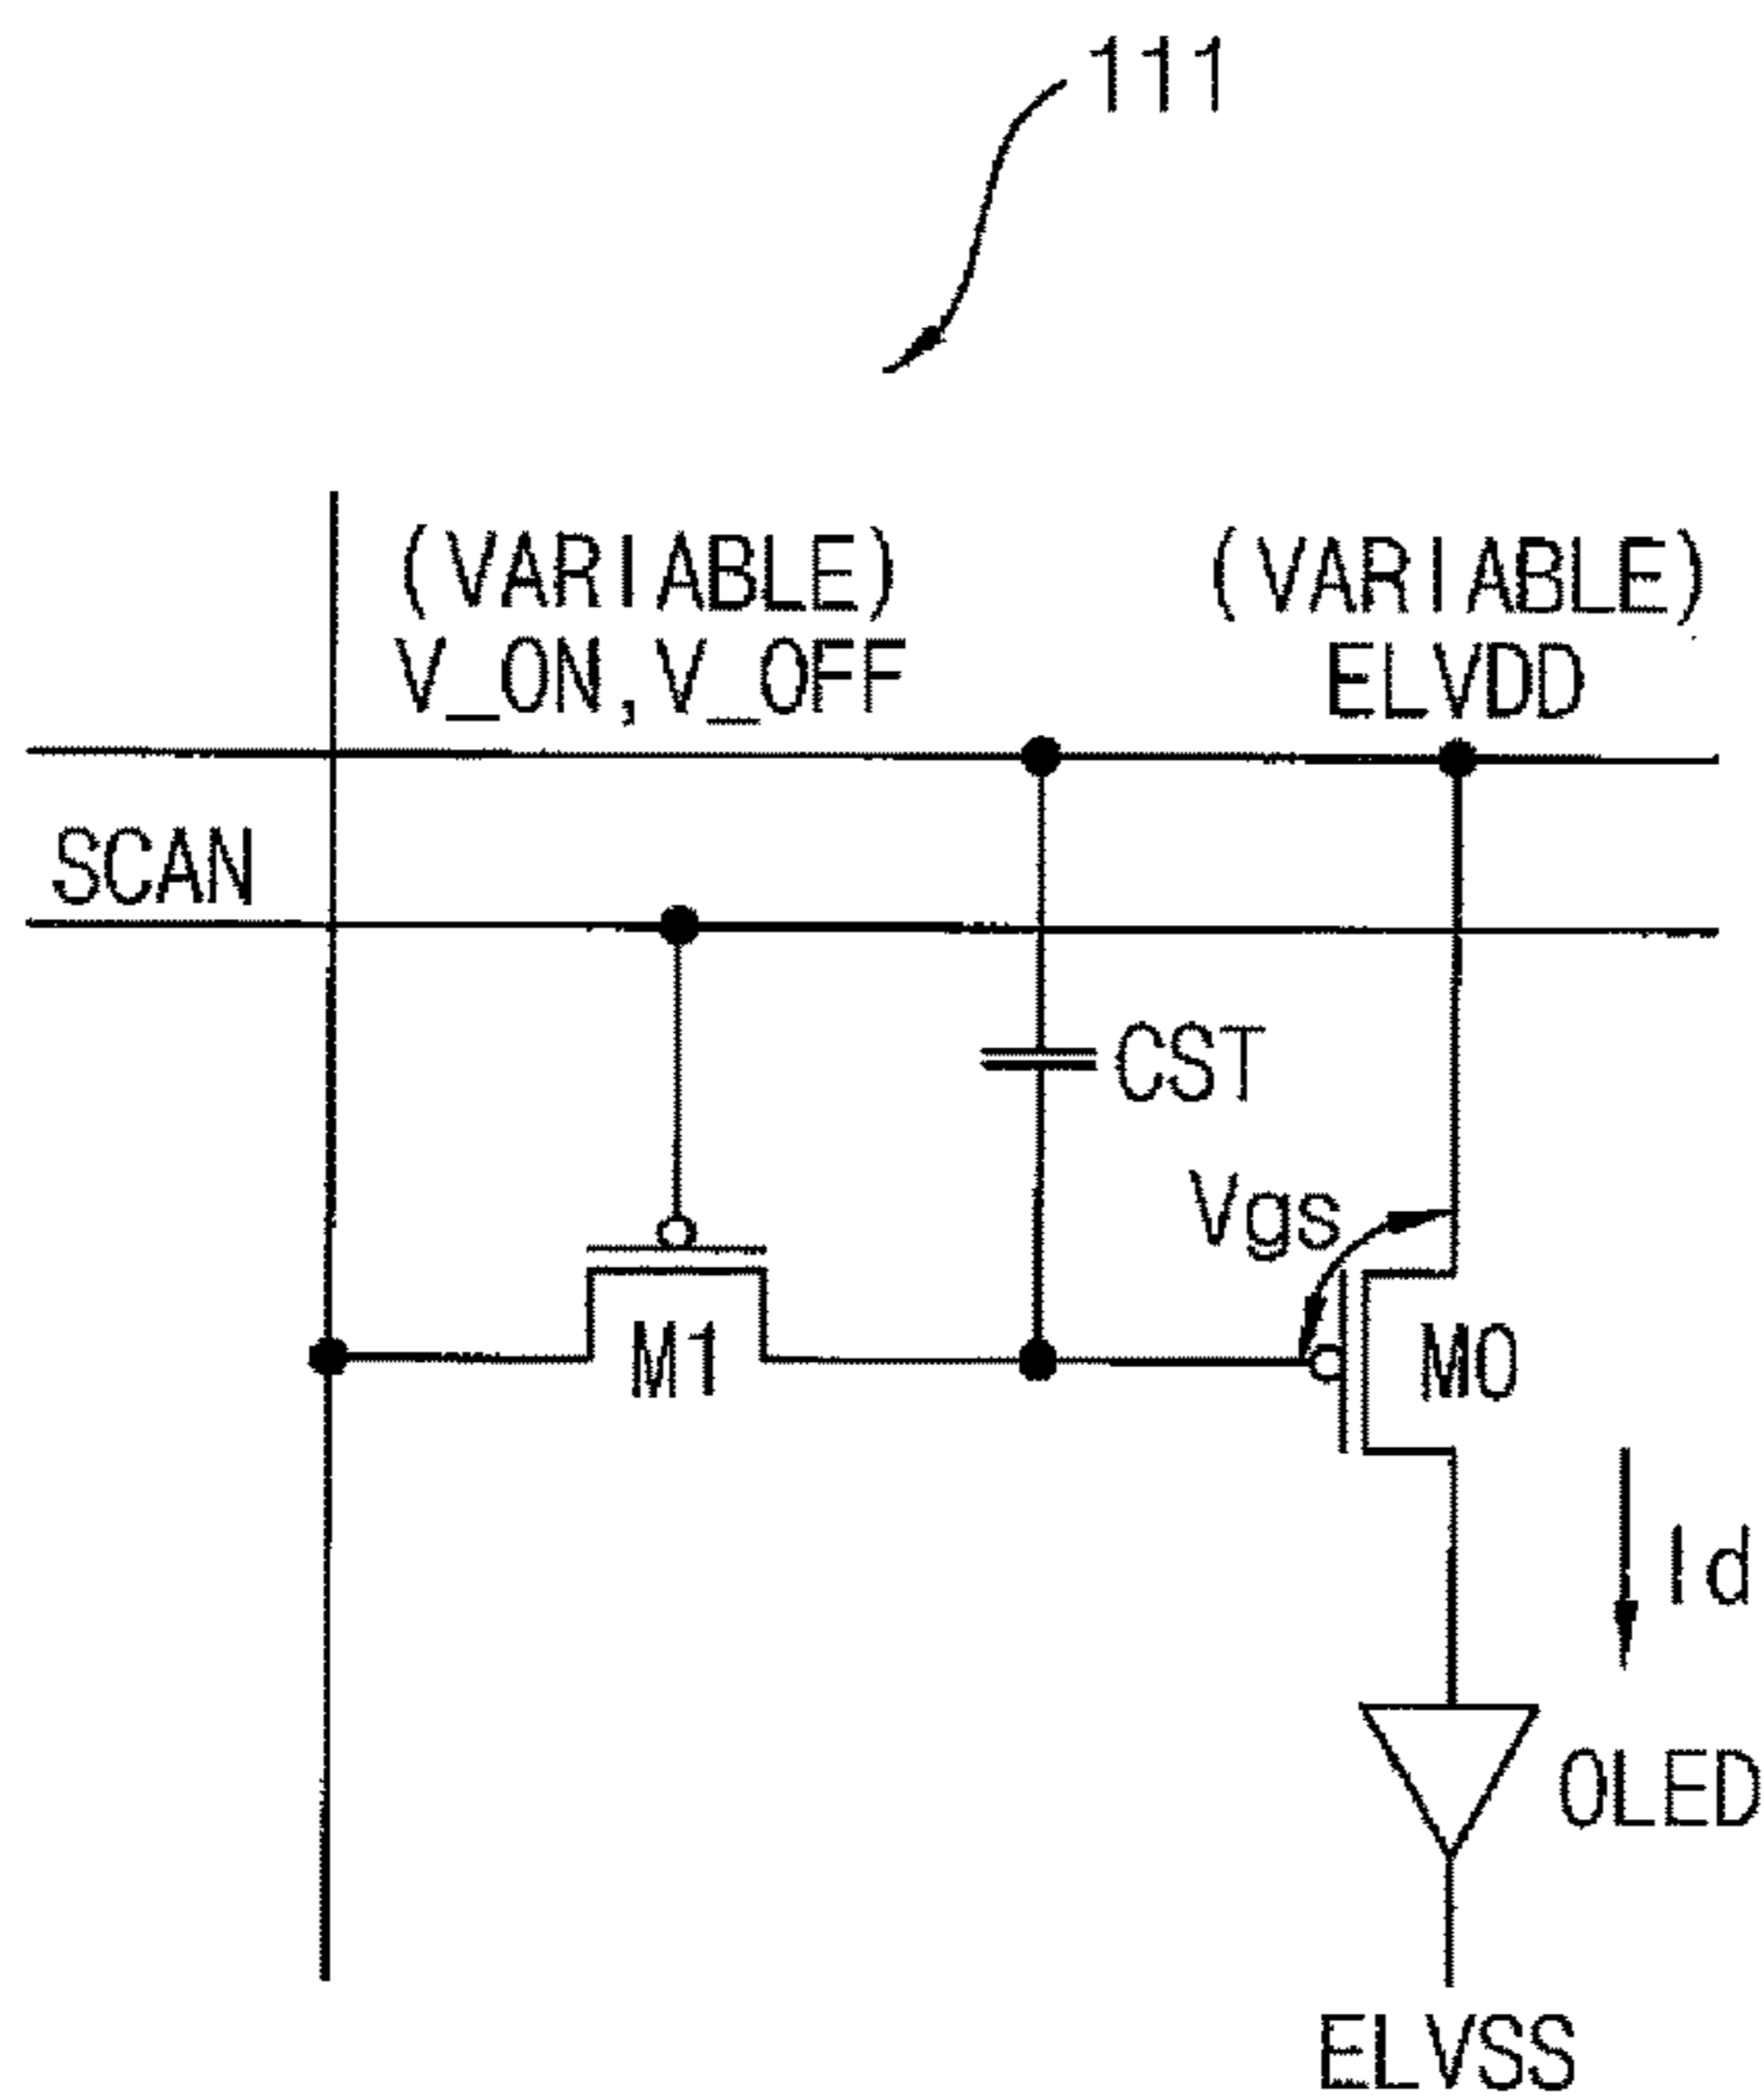 111
(VARIABLE) (VARIABLE)
V_ON,V_OFF ELVDD
SCAN
CST
Vgs
M1 M0
Id
OLED
ELVSS